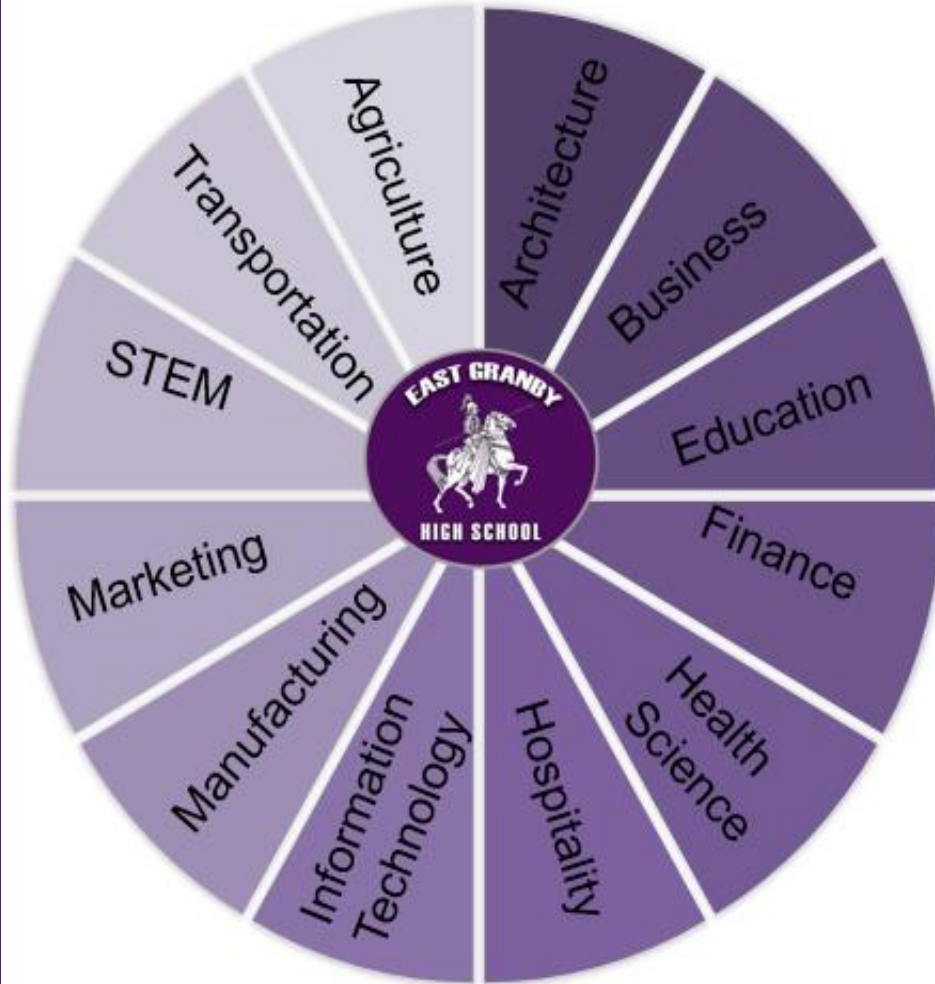 Architecture
Business
Education
Finance
Health
Science
Hospitality
Information
Technology
Manufacturing
Marketing
STEM
Transportation
Agriculture
EAST GRANBY
HIGH SCHOOL